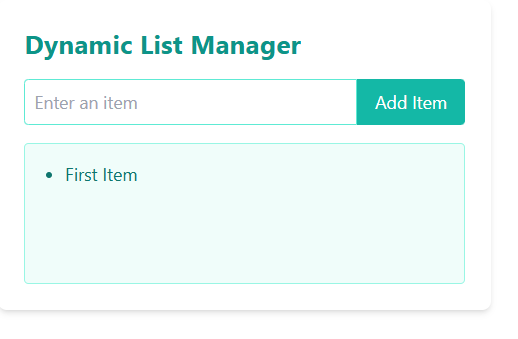 Dynamic List Manager
Enter an item
Add Item
• First Item